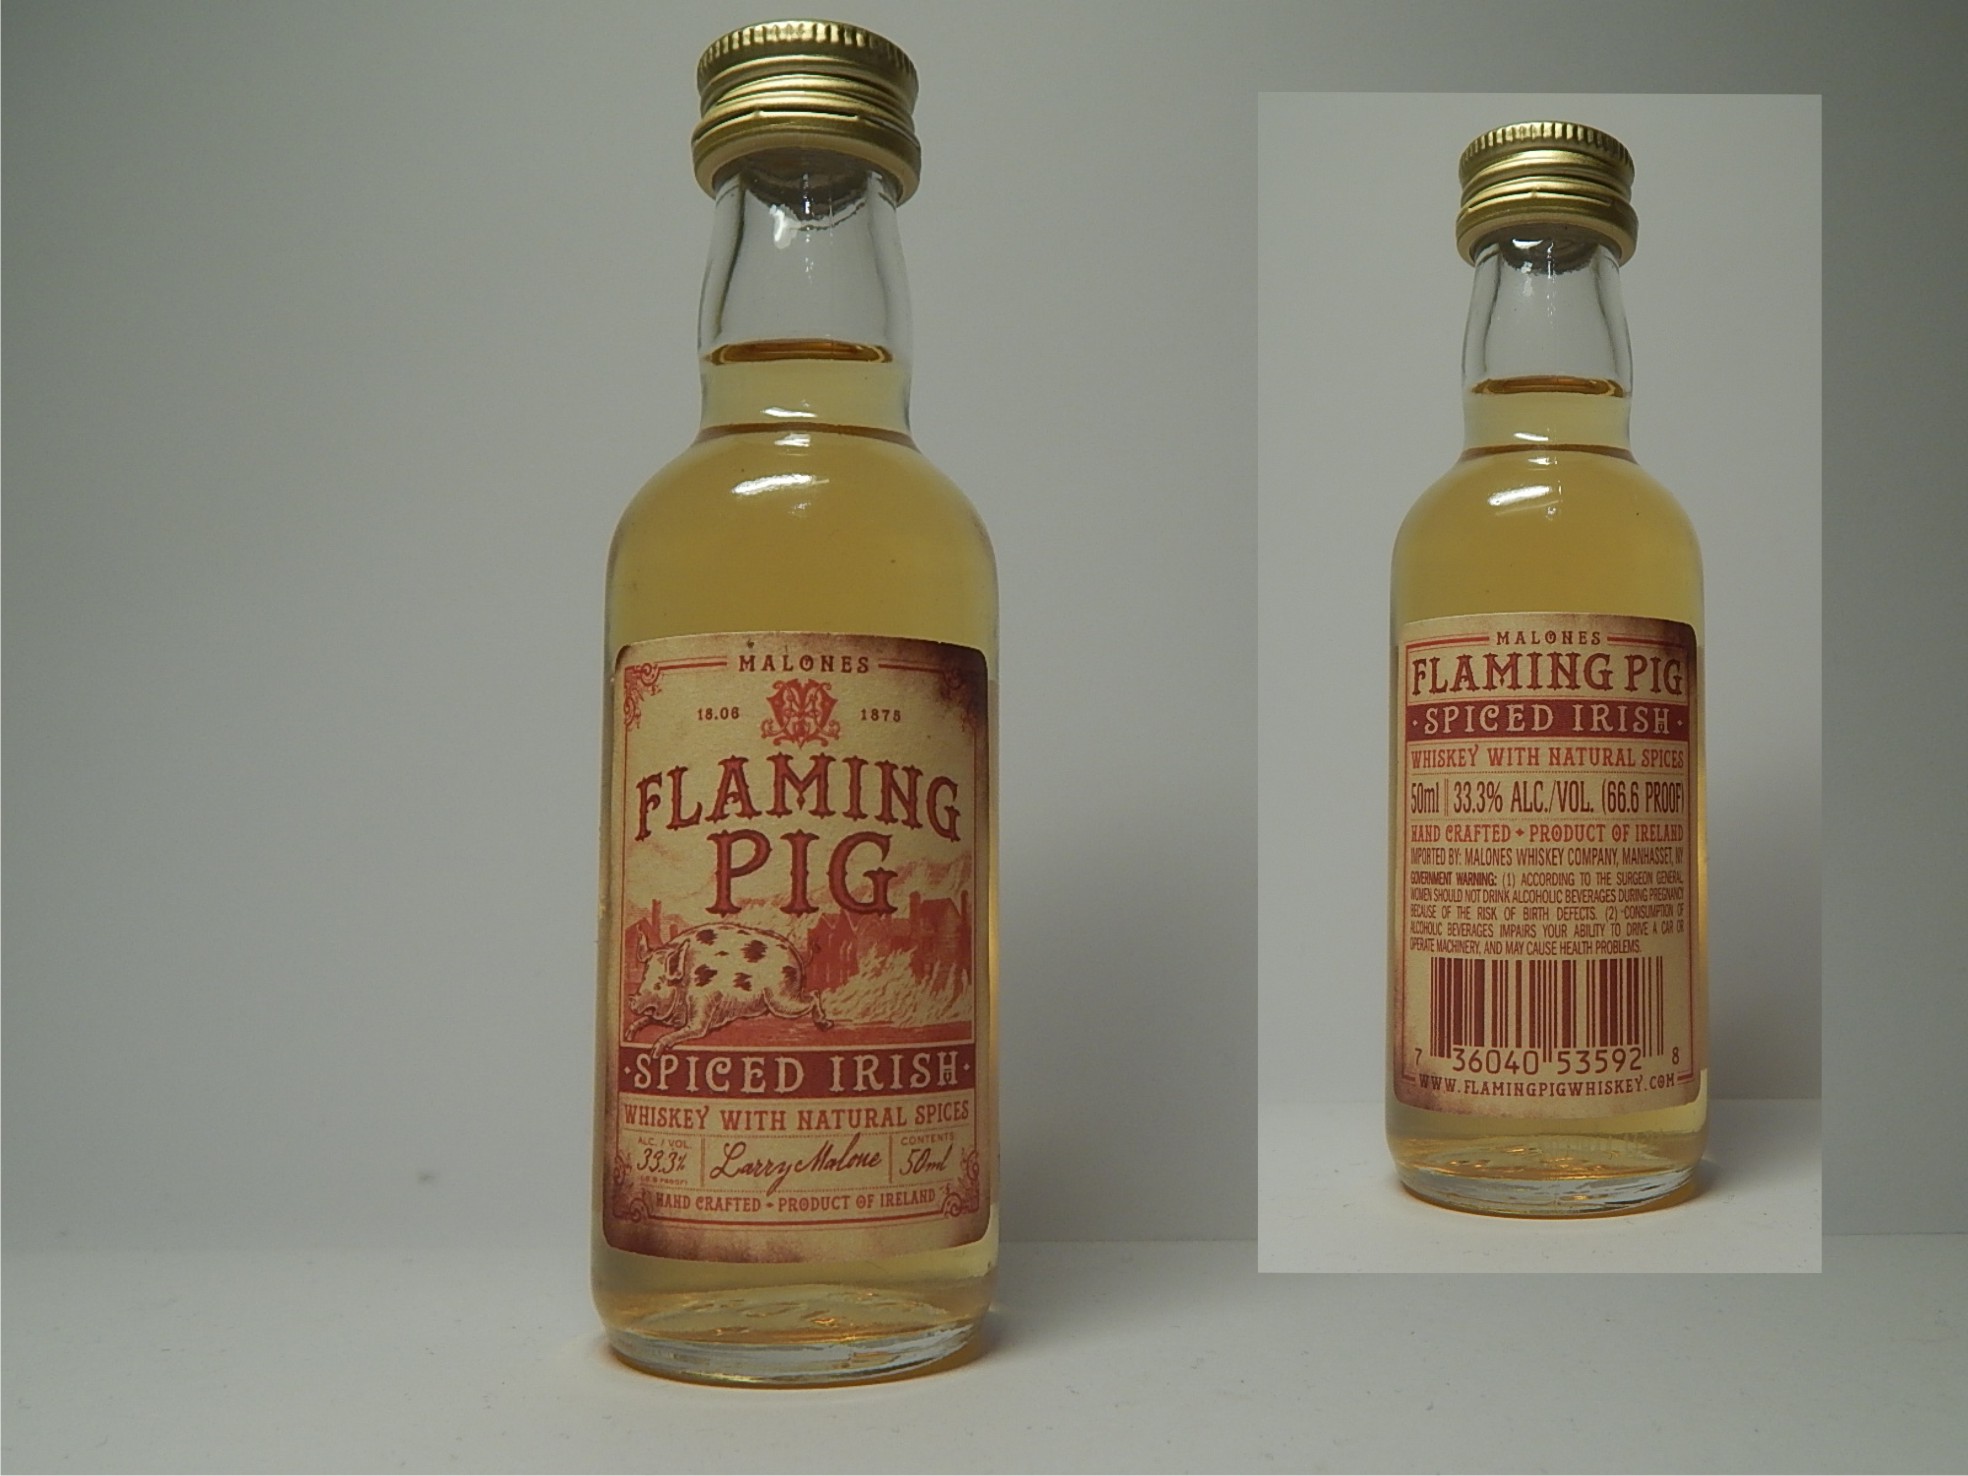 MALONES
18.06 1875
FLAMING
PIG
SPICED IRISH
WHISKEY WITH NATURAL SPICES
ALC. / VOL. CONTENTS
33.3% Larry Malone 50ml
HAND CRAFTED • PRODUCT OF IRELAND
MALONES
FLAMING PIG
· SPICED IRISH ·
WHISKEY WITH NATURAL SPICES
50ml | 33.3% ALC./VOL. (66.6 PROOF)
HAND CRAFTED • PRODUCT OF IRELAND
IMPORTED BY: MALONES WHISKEY COMPANY, MANHASSET, NY
GOVERNMENT WARNING: (1) ACCORDING TO THE SURGEON GENERAL,
WOMEN SHOULD NOT DRINK ALCOHOLIC BEVERAGES DURING PREGNANCY
BECAUSE OF THE RISK OF BIRTH DEFECTS. (2) CONSUMPTION OF
ALCOHOLIC BEVERAGES IMPAIRS YOUR ABILITY TO DRIVE A CAR OR
OPERATE MACHINERY, AND MAY CAUSE HEALTH PROBLEMS.
7 36040 53592 8
WWW.FLAMINGPIGWHISKEY.COM